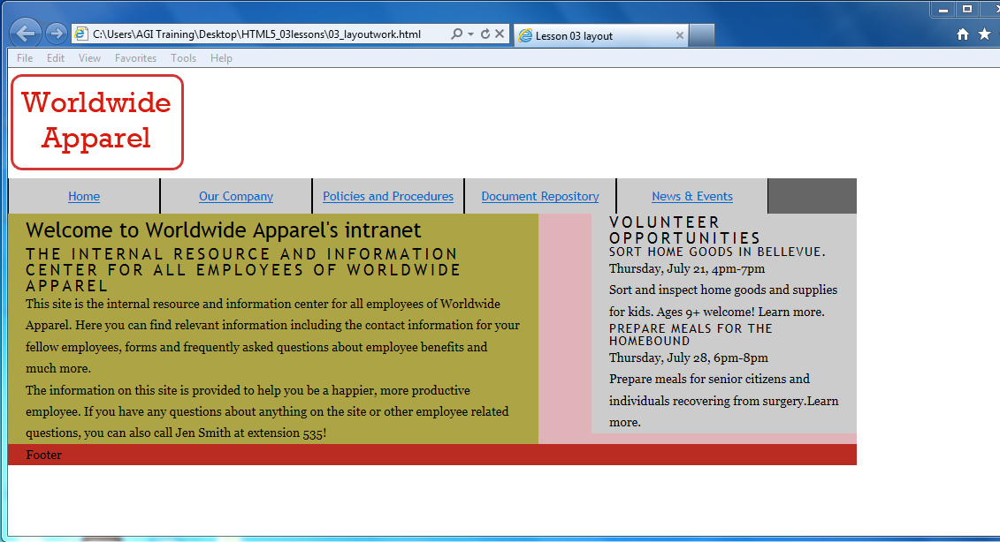 C:\Users\AGI Training\Desktop\HTML5_03lessons\03_layoutwork.html
Lesson 03 layout
File Edit View Favorites Tools Help
Worldwide
Apparel
Home Our Company Policies and Procedures Document Repository News & Events
Welcome to Worldwide Apparel's intranet
THE INTERNAL RESOURCE AND INFORMATION
CENTER FOR ALL EMPLOYEES OF WORLDWIDE
APPAREL
This site is the internal resource and information center for all employees of Worldwide
Apparel. Here you can find relevant information including the contact information for your
fellow employees, forms and frequently asked questions about employee benefits and
much more.
The information on this site is provided to help you be a happier, more productive
employee. If you have any questions about anything on the site or other employee related
questions, you can also call Jen Smith at extension 535!
VOLUNTEER
OPPORTUNITIES
SORT HOME GOODS IN BELLEVUE.
Thursday, July 21, 4pm-7pm
Sort and inspect home goods and supplies
for kids. Ages 9+ welcome! Learn more.
PREPARE MEALS FOR THE
HOMEBOUND
Thursday, July 28, 6pm-8pm
Prepare meals for senior citizens and
individuals recovering from surgery.Learn
more.
Footer